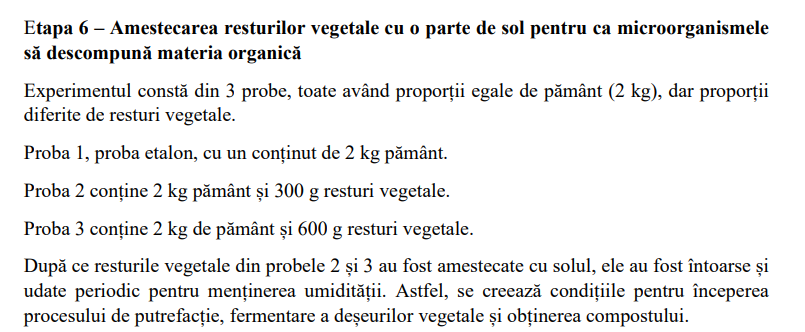 Etapa 6 – Amestecarea resturilor vegetale cu o parte de sol pentru ca microorganismele
să descompună materia organică
Experimentul constă din 3 probe, toate având proporții egale de pământ (2 kg), dar proporții
diferite de resturi vegetale.
Proba 1, proba etalon, cu un conținut de 2 kg pământ.
Proba 2 conține 2 kg pământ și 300 g resturi vegetale.
Proba 3 conține 2 kg de pământ și 600 g resturi vegetale.
După ce resturile vegetale din probele 2 și 3 au fost amestecate cu solul, ele au fost întoarse și
udate periodic pentru menținerea umidității. Astfel, se creează condițiile pentru începerea
procesului de putrefacție, fermentare a deșeurilor vegetale și obținerea compostului.